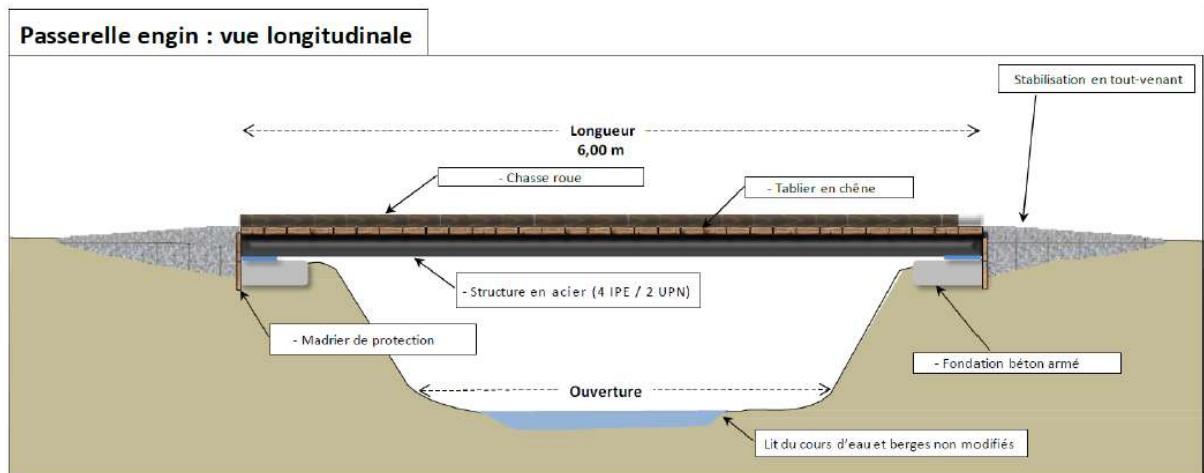 Passerelle engin : vue longitudinale
Stabilisation en tout-venant
Longueur
6,00 m
- Chasse roue
- Tablier en chêne
- Structure en acier (4 IPE / 2 UPN)
- Madrier de protection
- Fondation béton armé
Ouverture
Lit du cours d'eau et berges non modifiés